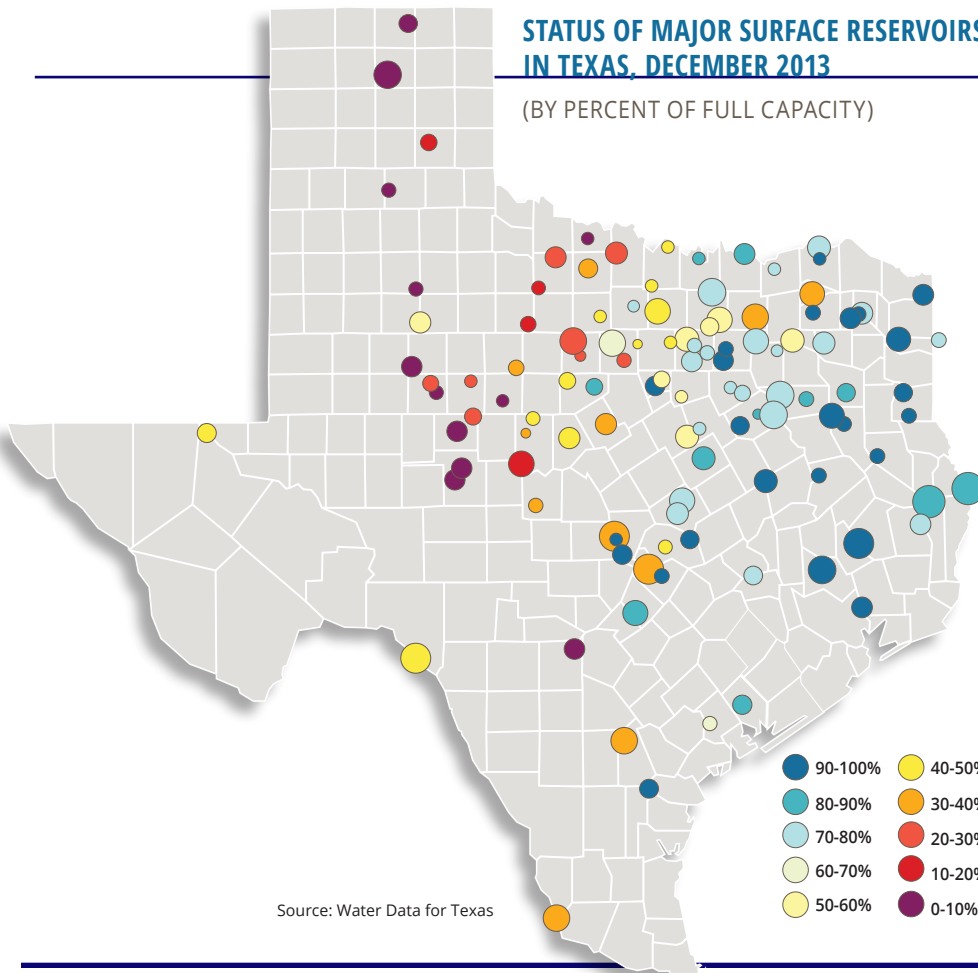 STATUS OF MAJOR SURFACE RESERVOIRS
IN TEXAS, DECEMBER 2013
(BY PERCENT OF FULL CAPACITY)
90-100%
80-90%
70-80%
60-70%
50-60%
40-50%
30-40%
20-30%
10-20%
0-10%
Source: Water Data for Texas